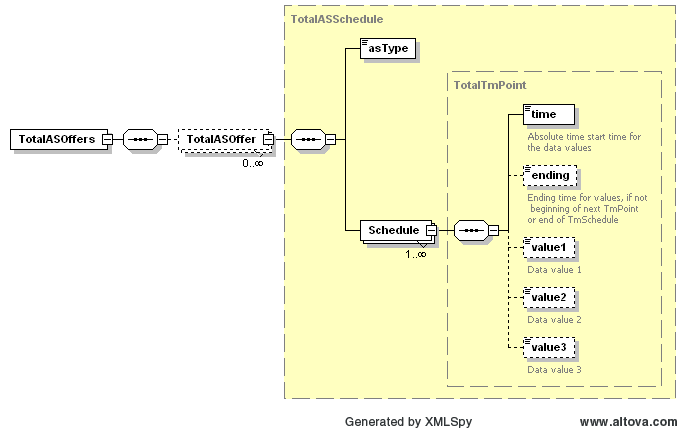 TotalASSchedule
asType
TotalTmPoint
time
Absolute time start time for
the data values
TotalASOffers
TotalASOffer
0..∞
ending
Ending time for values, if not
beginning of next TmPoint
or end of TmSchedule
Schedule
1..∞
value1
Data value 1
value2
Data value 2
value3
Data value 3
Generated by XMLSpy
www.altova.com